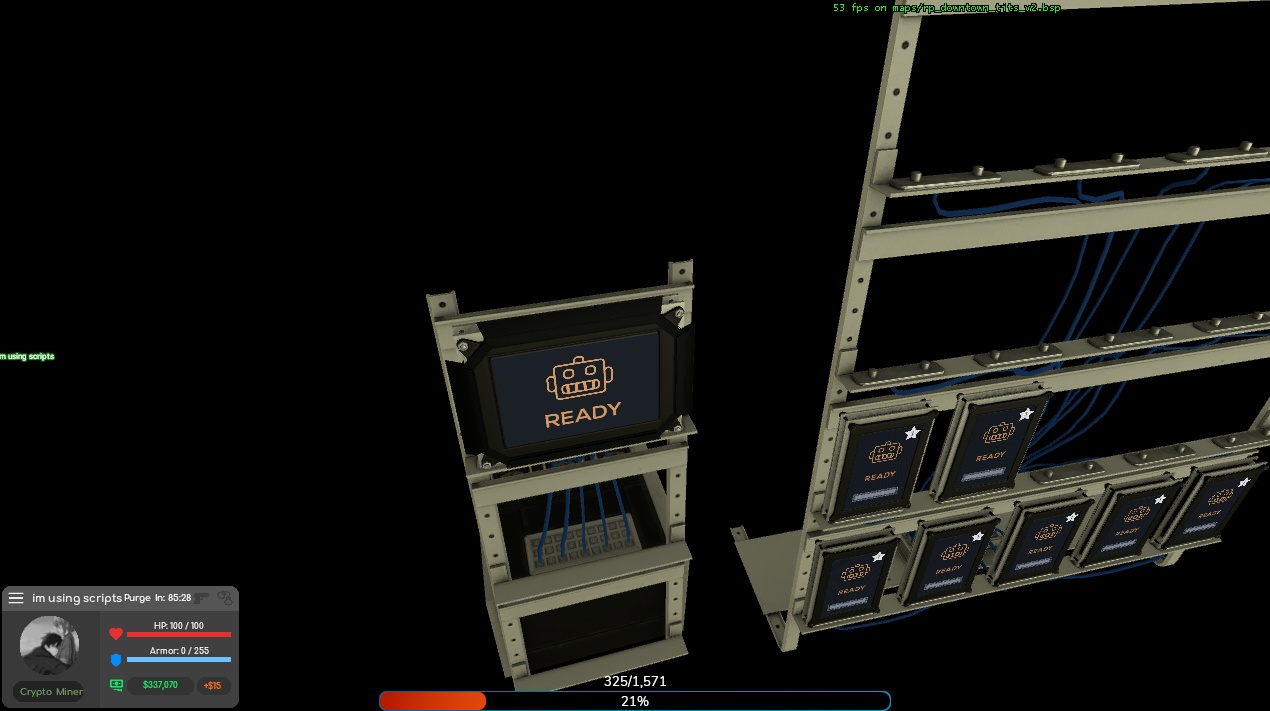 53 fps on maps/rp_downtown_tits_v2.bsp
m using scripts
READY
READY
READY
READY
READY
READY
READY
READY
im using scripts Purge In: 85:28
HP: 100 / 100
Armor: 0 / 255
$337,070 +$15
Crypto Miner
325/1,571
21%